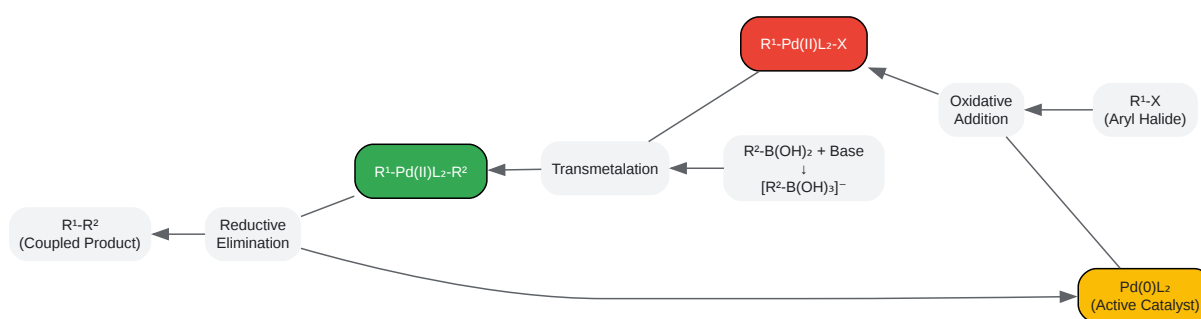 R¹-Pd(II)L₂-X
Oxidative
Addition
R¹-X
(Aryl Halide)
R¹-Pd(II)L₂-R²
Transmetalation
R²-B(OH)₂ + Base
↓
[R²-B(OH)₃]⁻
R¹-R²
(Coupled Product)
Reductive
Elimination
Pd(0)L₂
(Active Catalyst)